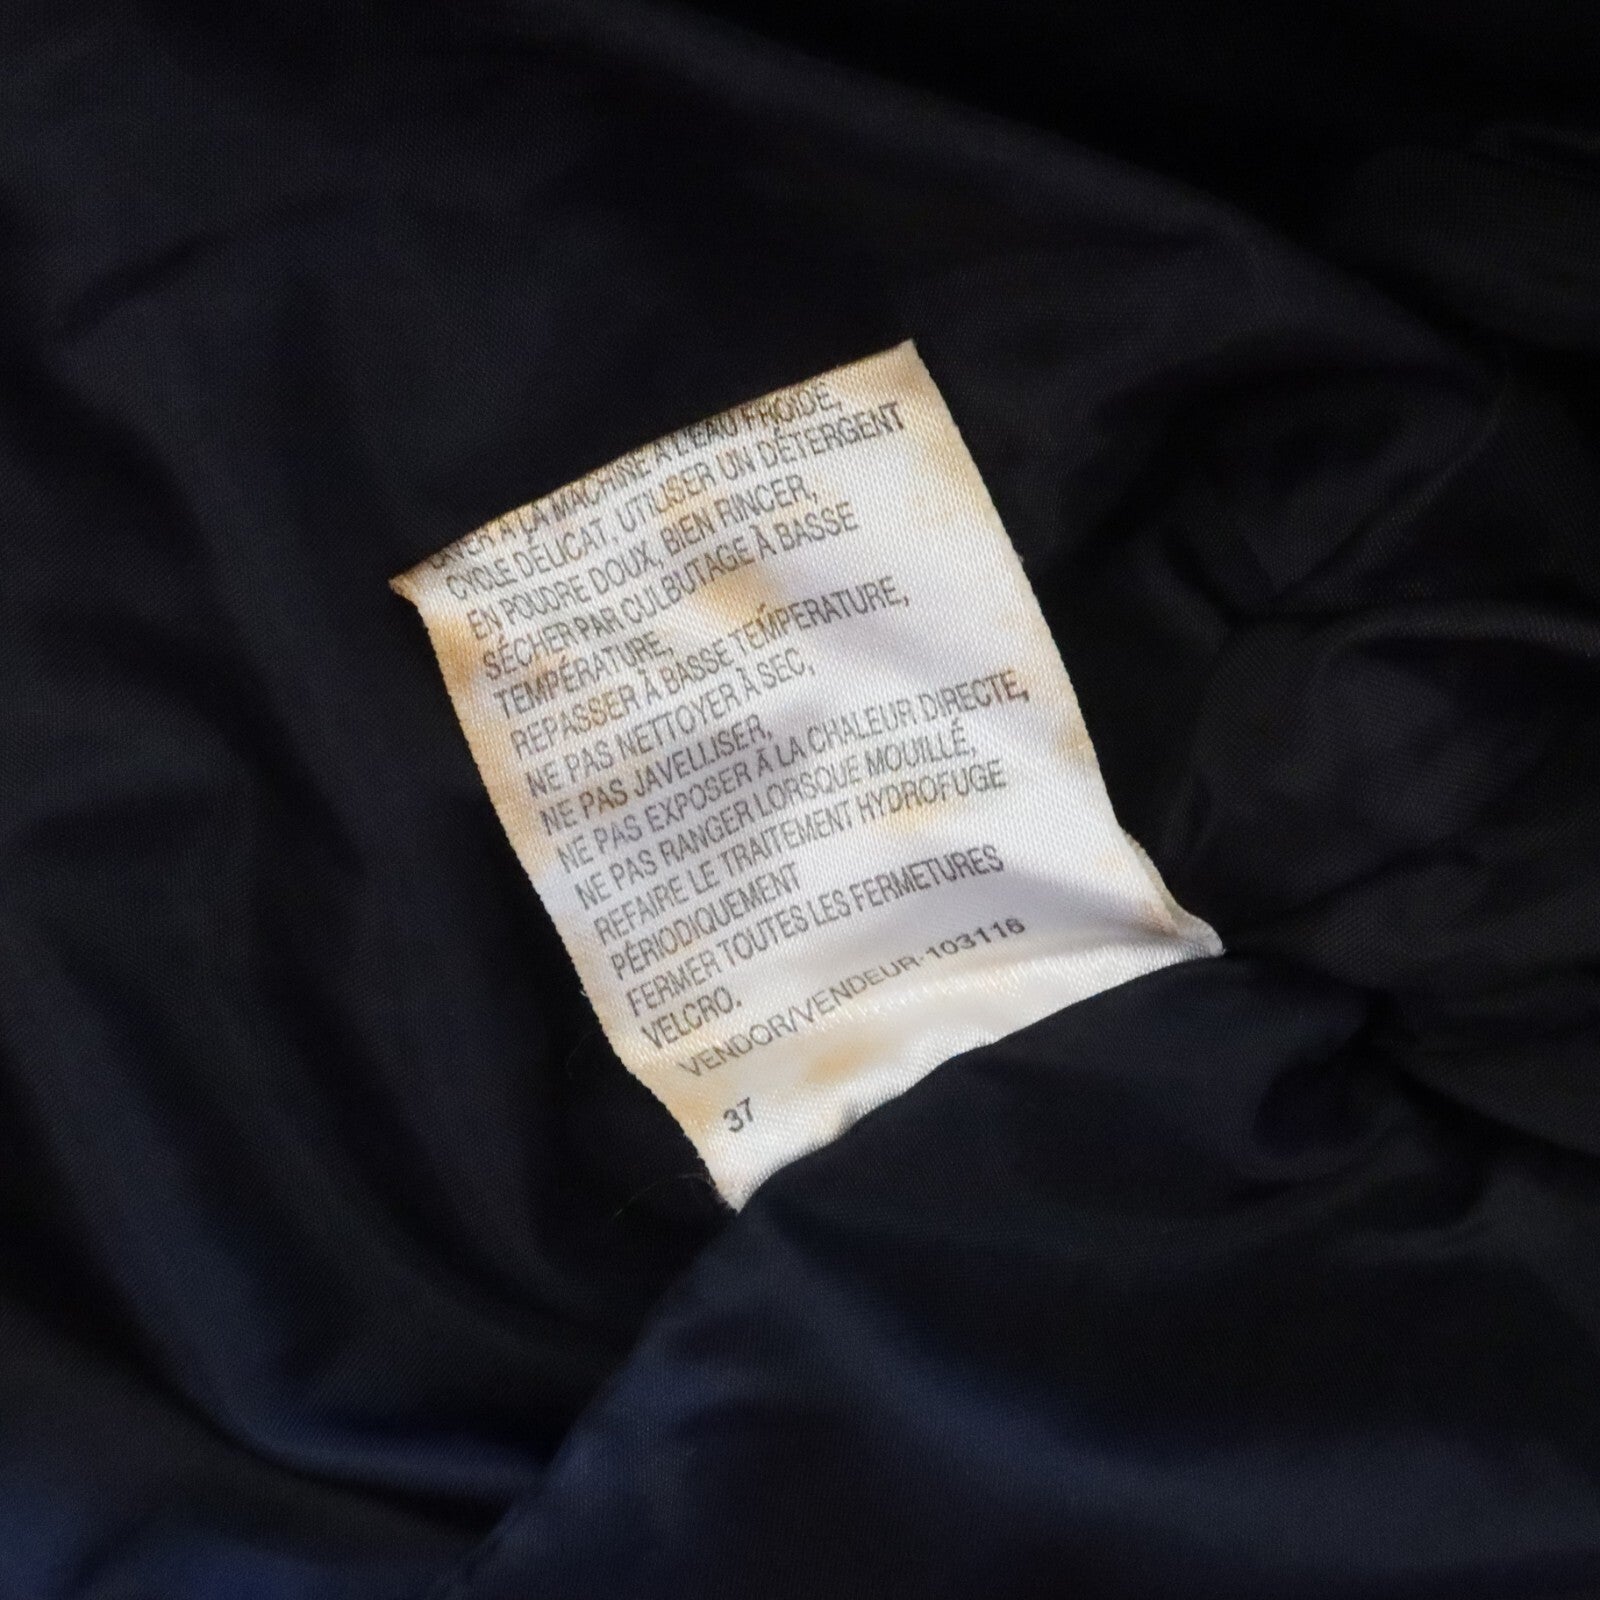 LAVER À LA MACHINE À L'EAU FROIDE,
CYCLE DÉLICAT, UTILISER UN DÉTERGENT
EN POUDRE DOUX, BIEN RINCER,
SÉCHER PAR CULBUTAGE À BASSE
TEMPÉRATURE,
REPASSER À BASSE TEMPÉRATURE,
NE PAS NETTOYER À SEC,
NE PAS JAVELLISER,
NE PAS EXPOSER À LA CHALEUR DIRECTE,
NE PAS RANGER LORSQUE MOUILLÉ,
REFAIRE LE TRAITEMENT HYDROFUGE
PÉRIODIQUEMENT
FERMER TOUTES LES FERMETURES
VELCRO.
VENDOR/VENDEUR-103116
37